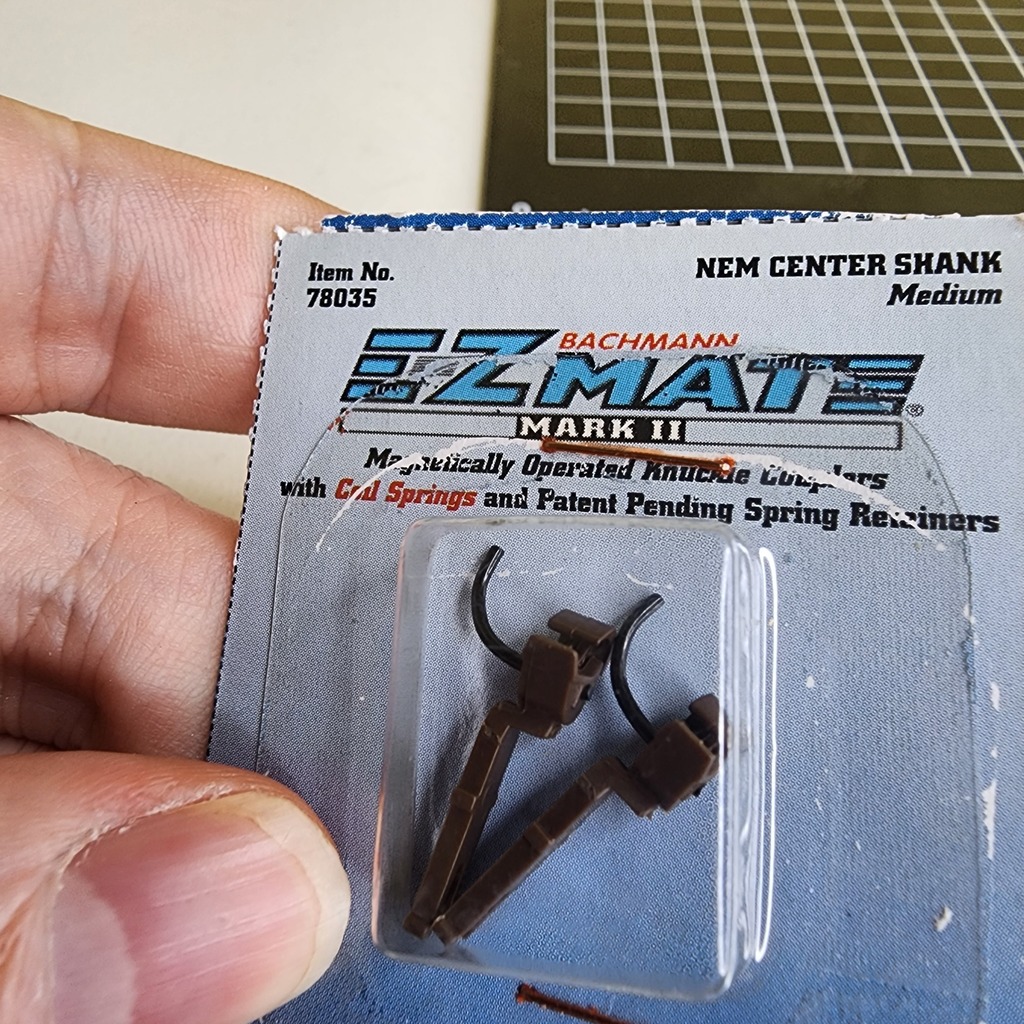 Item No.
78035
NEM CENTER SHANK
Medium
BACHMANN
E-Z MATE®
MARK II
Magnetically Operated Knuckle Couplers
with Coil Springs and Patent Pending Spring Retainers